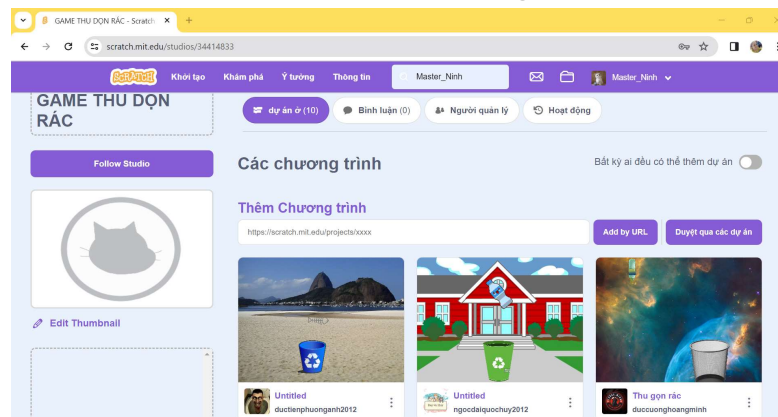 GAME THU DỌN RÁC - Scratch
scratch.mit.edu/studios/34414833
SCRATCH Khởi tạo Khám phá Ý tưởng Thông tin Master_Ninh Master_Ninh
GAME THU DỌN
RÁC
dự án ở (10) Bình luận (0) Người quản lý Hoạt động
Follow Studio
Các chương trình
Bất kỳ ai đều có thể thêm dự án
Thêm Chương trình
https://scratch.mit.edu/projects/xxxx
Add by URL
Duyệt qua các dự án
Edit Thumbnail
Untitled
ductienphuonganh2012
Untitled
ngocdaiquochuy2012
Thu gọn rác
duccuonghoangminh